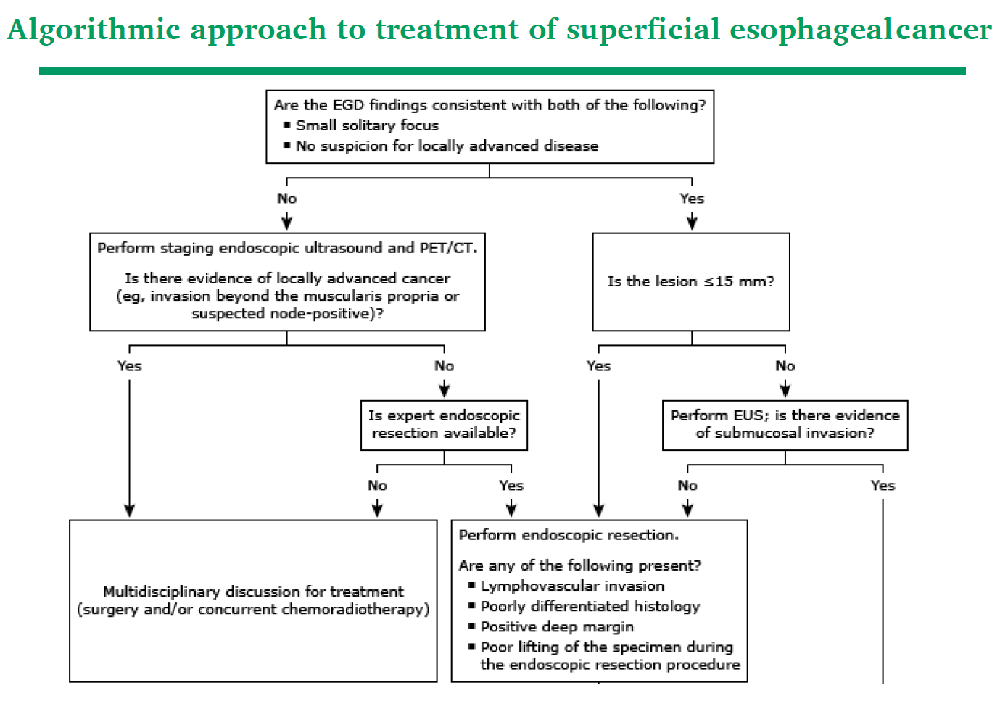 Algorithmic approach to treatment of superficial esophageal cancer
Are the EGD findings consistent with both of the following?
▪ Small solitary focus
▪ No suspicion for locally advanced disease
No
Yes
Perform staging endoscopic ultrasound and PET/CT.
Is there evidence of locally advanced cancer
(eg, invasion beyond the muscularis propria or
suspected node-positive)?
Is the lesion ≤15 mm?
Yes
No
Yes
No
Is expert endoscopic
resection available?
Perform EUS; is there evidence
of submucosal invasion?
No
Yes
No
Yes
Multidisciplinary discussion for treatment
(surgery and/or concurrent chemoradiotherapy)
Perform endoscopic resection.
Are any of the following present?
▪ Lymphovascular invasion
▪ Poorly differentiated histology
▪ Positive deep margin
▪ Poor lifting of the specimen during
the endoscopic resection procedure